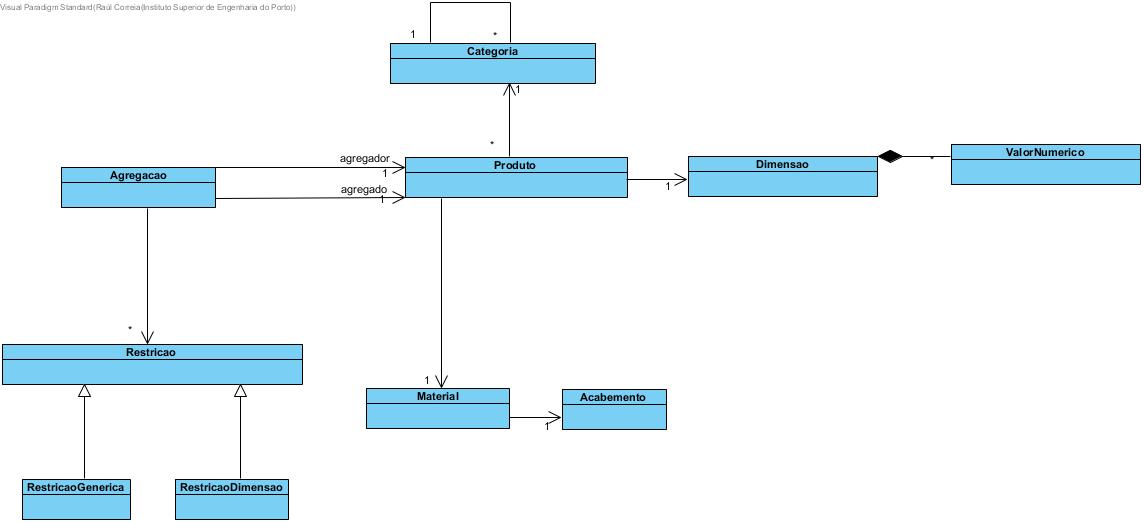 Visual Paradigm Standard(Raúl Correia(Instituto Superior de Engenharia do Porto))
1
*
Categoria
1
*
agregador
1
Produto
Dimensao
*
ValorNumerico
Agregacao
agregado
1
1
*
Restricao
1
Material
Acabemento
1
RestricaoGenerica
RestricaoDimensao